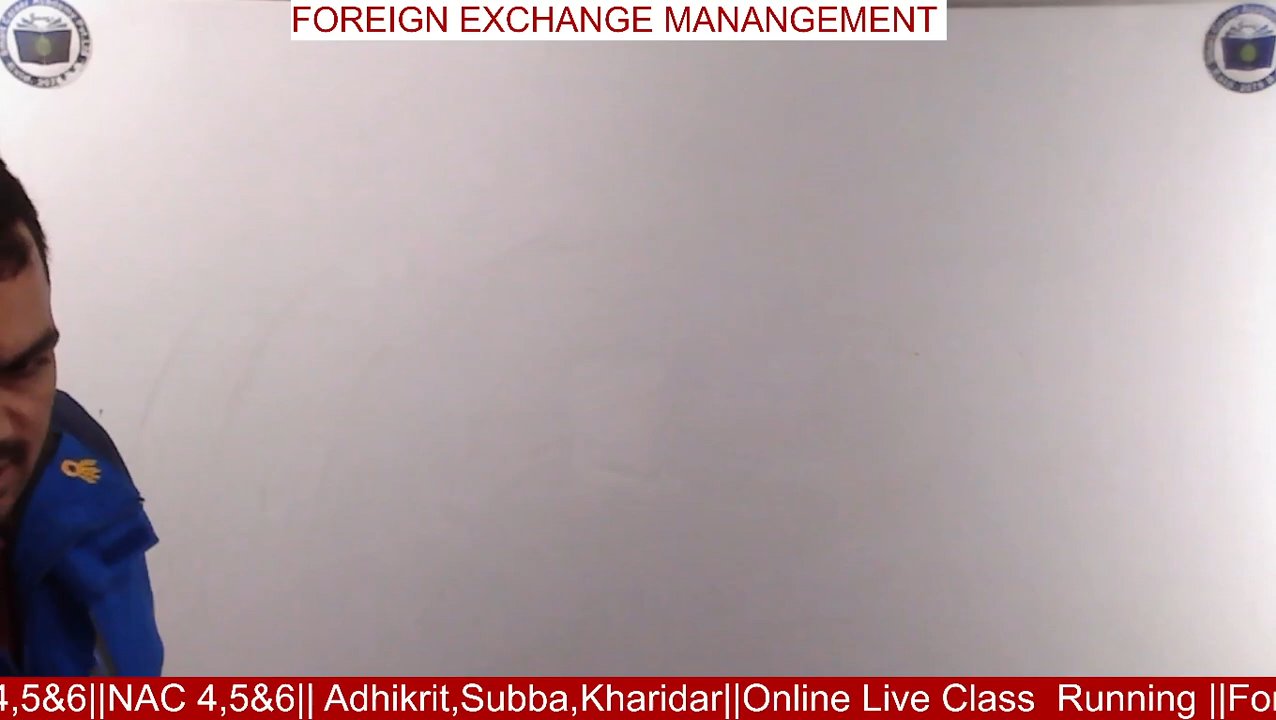 FOREIGN EXCHANGE MANANGEMENT
4,5&6||NAC 4,5&6|| Adhikrit,Subba,Kharidar||Online Live Class Running ||For